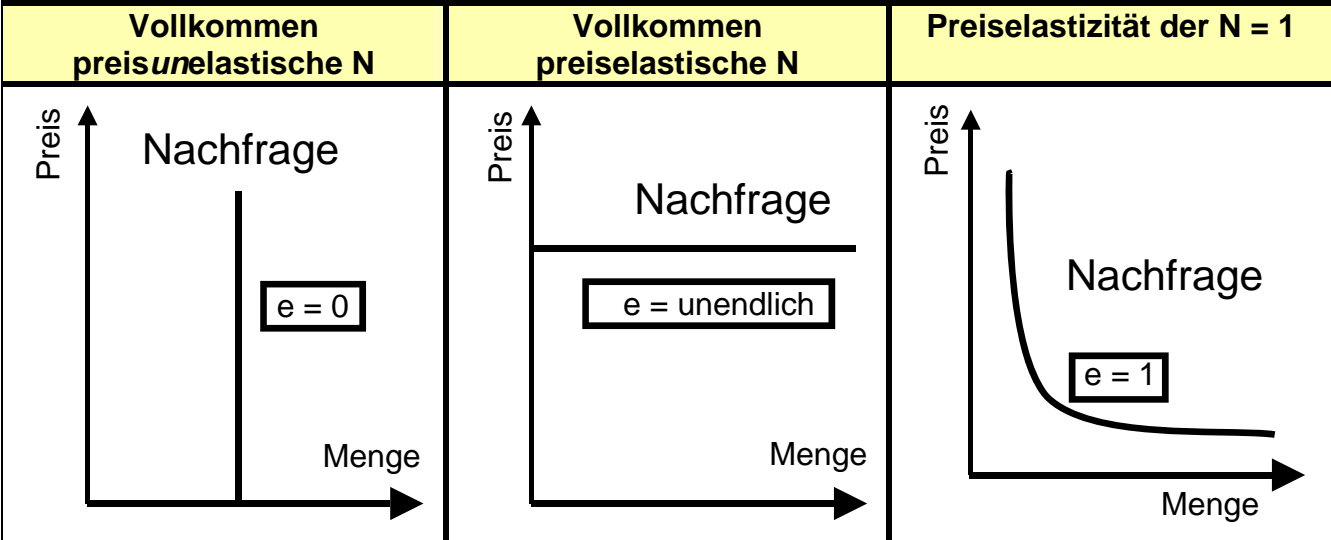 Vollkommen
preisunelastische N
Vollkommen
preiselastische N
Preiselastizität der N = 1
Preis
Nachfrage
e = 0
Menge
Preis
Nachfrage
e = unendlich
Menge
Preis
Nachfrage
e = 1
Menge